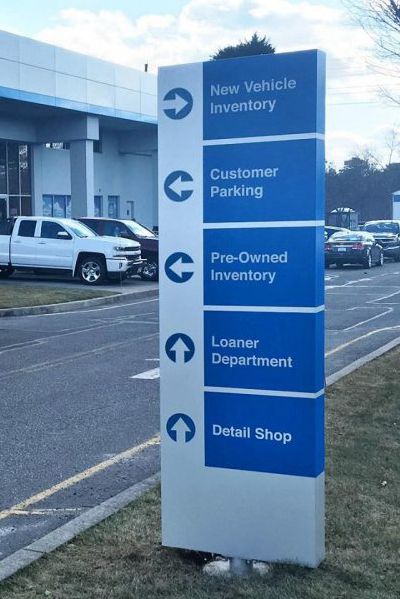 New Vehicle
Inventory
Customer
Parking
Pre-Owned
Inventory
Loaner
Department
Detail Shop